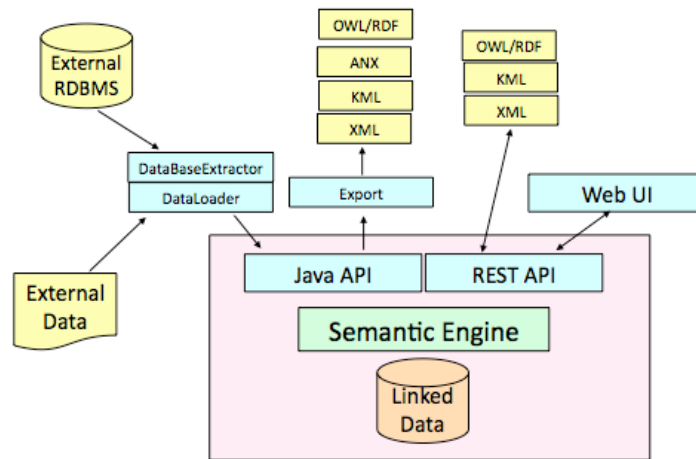 External
RDBMS
OWL/RDF
ANX
KML
XML
OWL/RDF
KML
XML
DataBaseExtractor
DataLoader
Export
Web UI
External
Data
Java API
REST API
Semantic Engine
Linked
Data